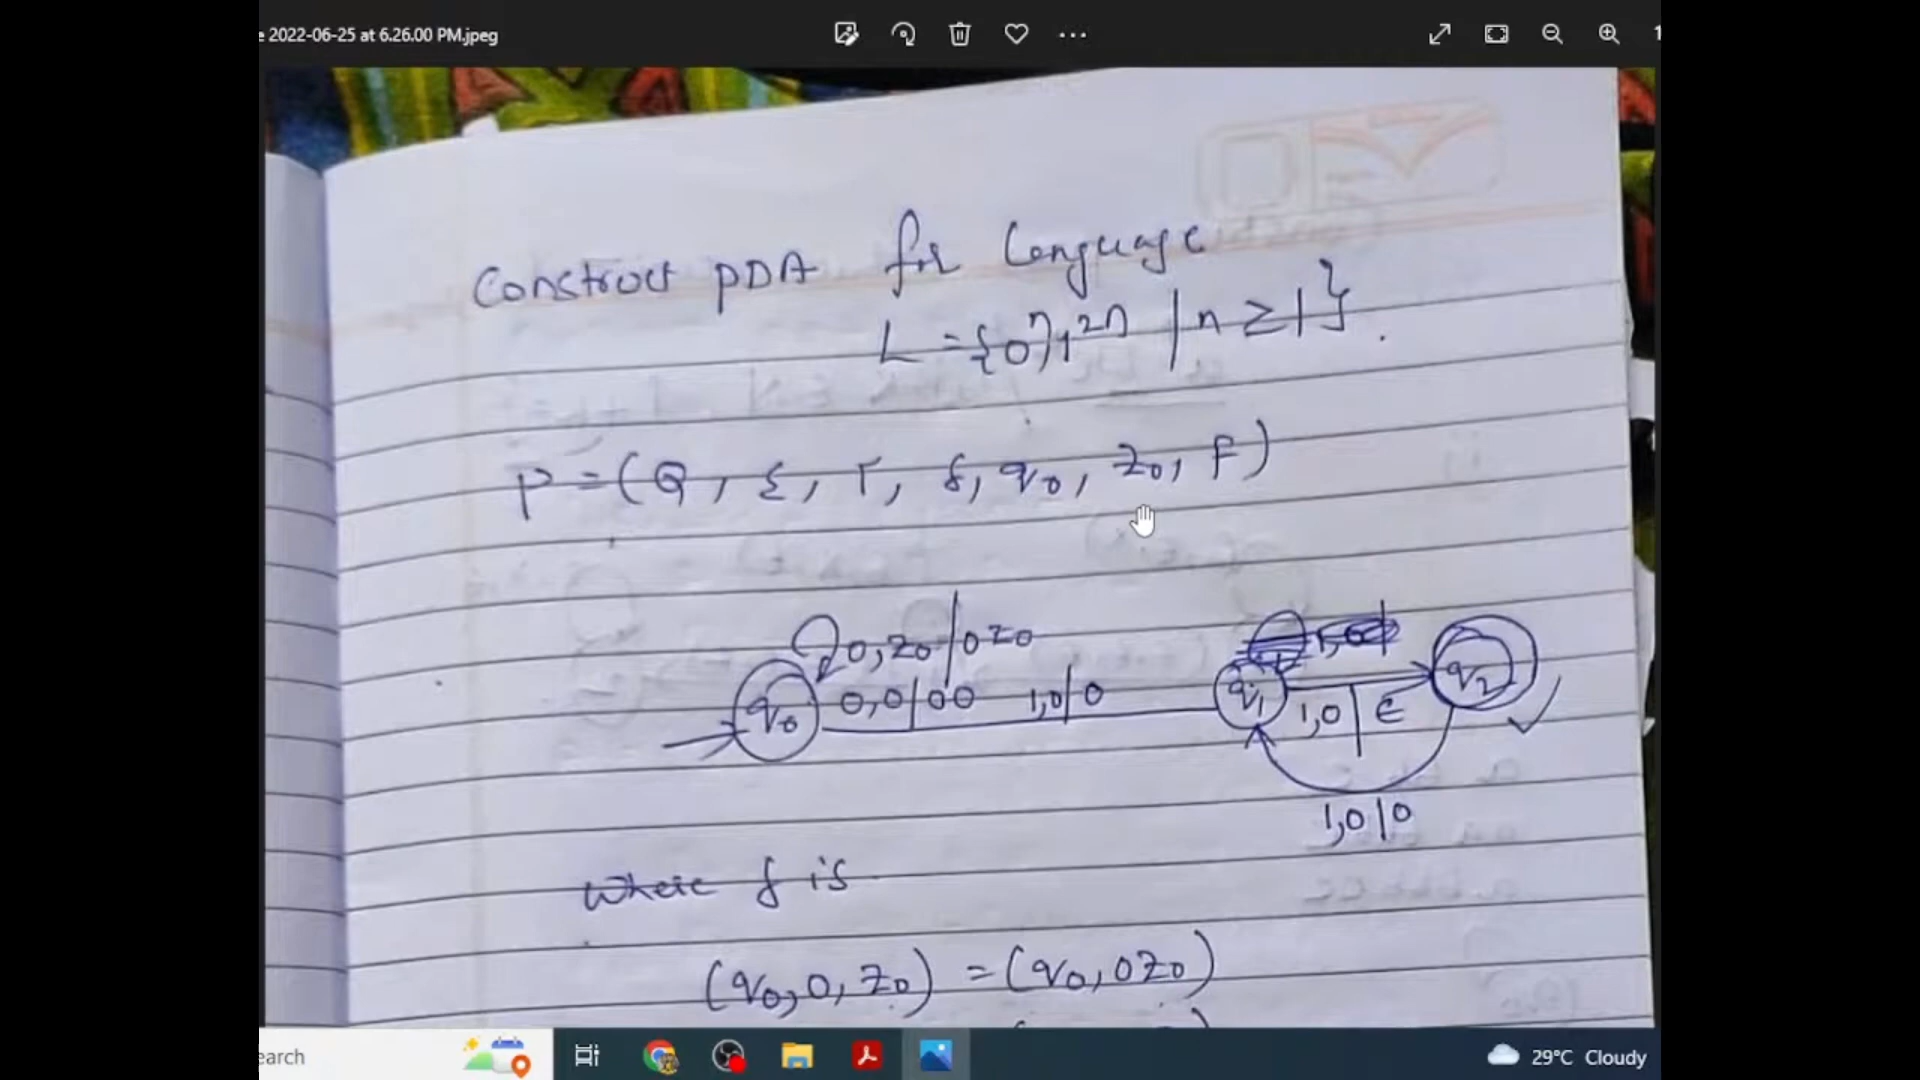 e 2022-06-25 at 6.26.00 PM.jpeg
Construct PDA for Language
L = {0ⁿ1²ⁿ | n ≥ 1}.
P = (Q, Σ, Γ, δ, q₀, z₀, F)
0, z₀ | 0z₀
0,0 | 00 1,0 | 0
q₀ q₁ 1,0 | ε q₂
1,0 | 0
where δ is
(q₀, 0, z₀) = (q₀, 0z₀)
earch
29°C Cloudy